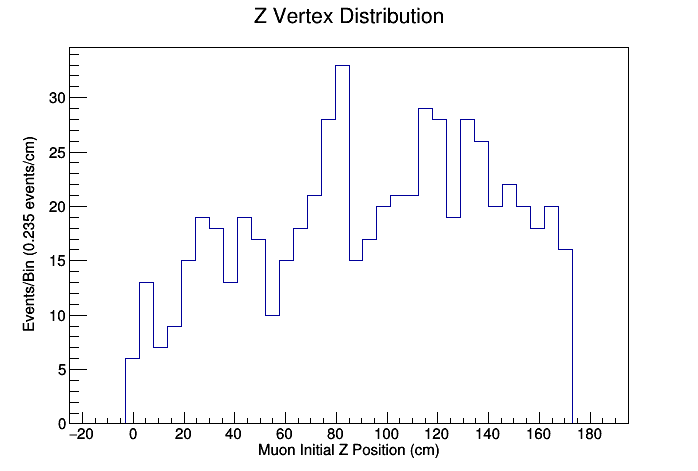 Z Vertex Distribution
Events/Bin (0.235 events/cm)
30
25
20
15
10
5
0
−20 0 20 40 60 80 100 120 140 160 180
Muon Initial Z Position (cm)